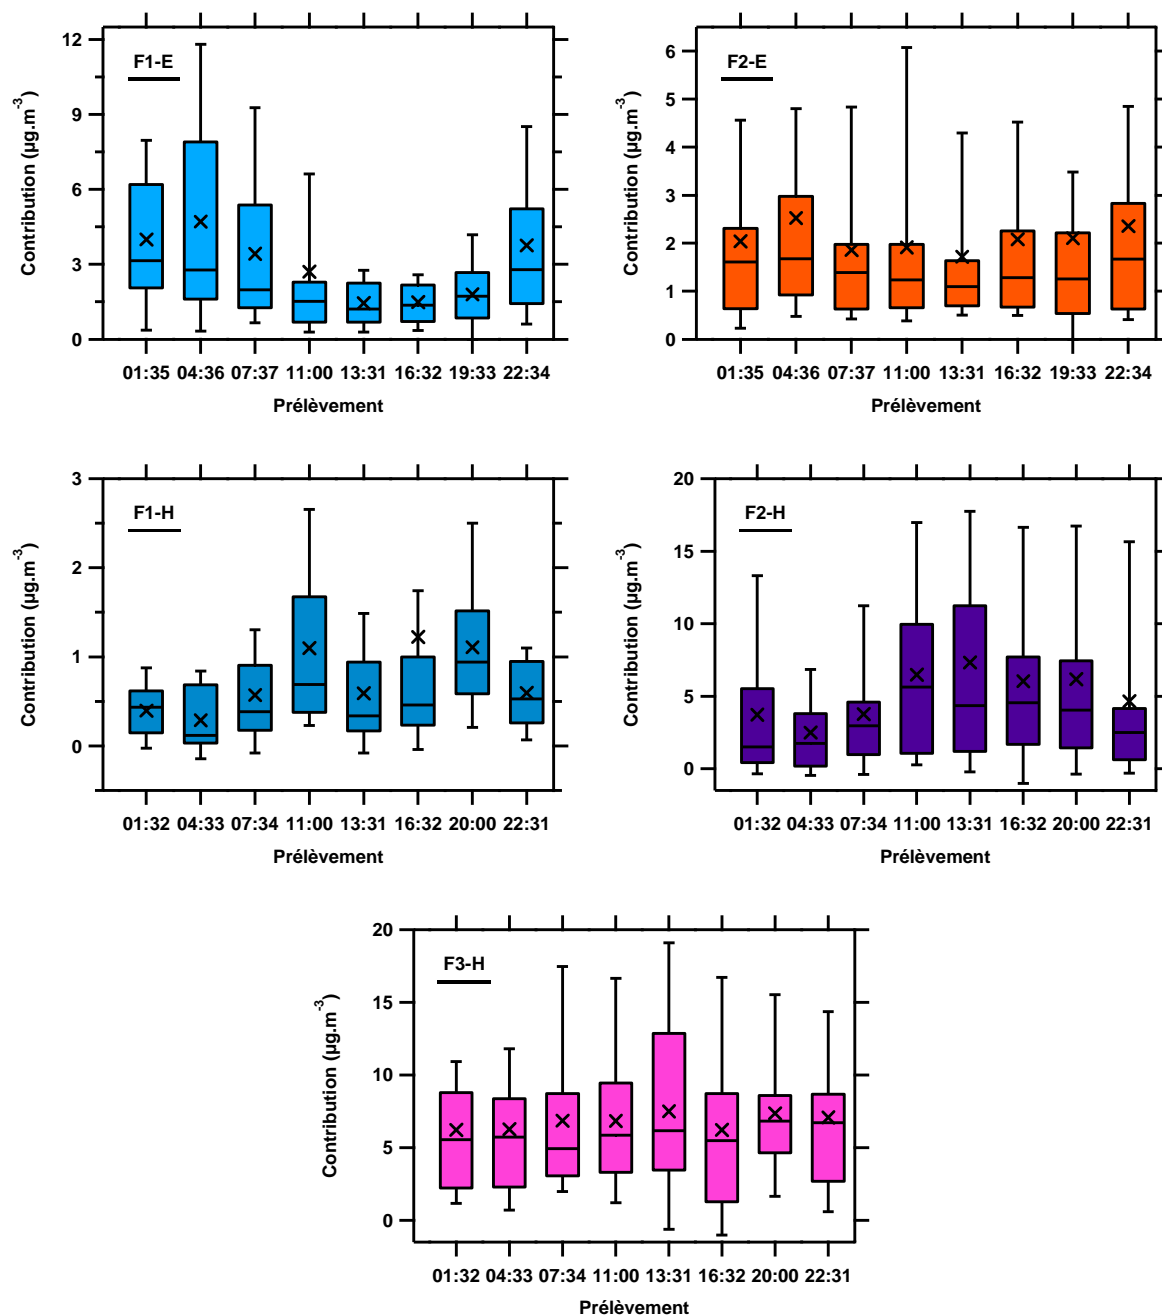 F1-E
Contribution (µg.m⁻³)
12
9
6
3
0
01:35 04:36 07:37 11:00 13:31 16:32 19:33 22:34
Prélèvement
F2-E
Contribution (µg.m⁻³)
6
5
4
3
2
1
0
01:35 04:36 07:37 11:00 13:31 16:32 19:33 22:34
Prélèvement
F1-H
Contribution (µg.m⁻³)
3
2
1
0
01:32 04:33 07:34 11:00 13:31 16:32 20:00 22:31
Prélèvement
F2-H
Contribution (µg.m⁻³)
20
15
10
5
0
01:32 04:33 07:34 11:00 13:31 16:32 20:00 22:31
Prélèvement
F3-H
Contribution (µg.m⁻³)
20
15
10
5
0
01:32 04:33 07:34 11:00 13:31 16:32 20:00 22:31
Prélèvement